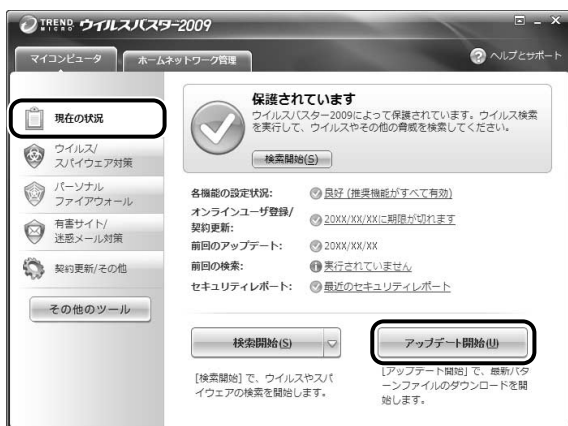 TREND MICRO ウイルスバスター2009
マイコンピュータ
ホームネットワーク管理
ヘルプとサポート
現在の状況
ウイルス/
スパイウェア対策
パーソナル
ファイアウォール
有害サイト/
迷惑メール対策
契約更新/その他
その他のツール
保護されています
ウイルスバスター2009によって保護されています。ウイルス検索
を実行して、ウイルスやその他の脅威を検索してください。
検索開始(S)
各機能の設定状況: 良好 (推奨機能がすべて有効)
オンラインユーザ登録/
契約更新: 20XX/XX/XXに期限が切れます
前回のアップデート: 20XX/XX/XX
前回の検索: 実行されていません
セキュリティレポート: 最近のセキュリティレポート
検索開始(S)
[検索開始] で、ウイルスやスパ
イウェアの検索を開始します。
アップデート開始(U)
[アップデート開始] で、最新パタ
ーンファイルのダウンロードを開
始します。